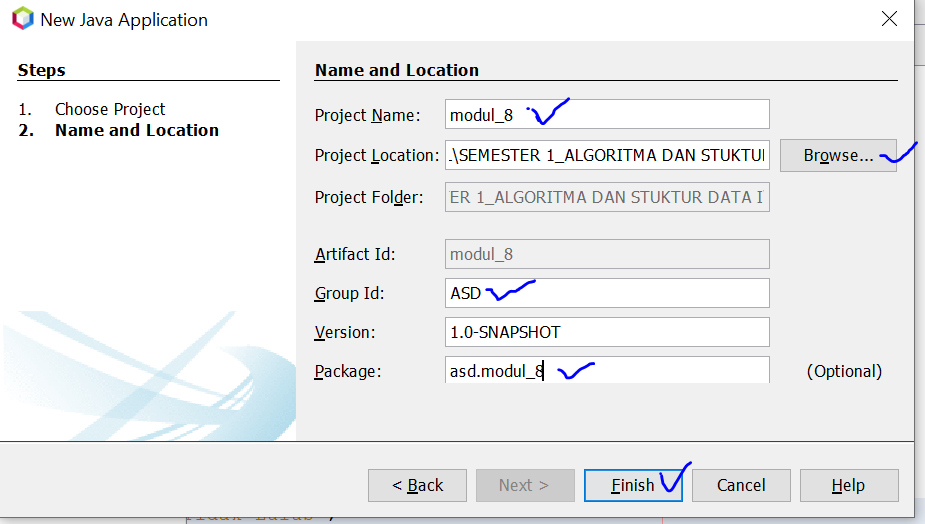 New Java Application
Steps
1. Choose Project
2. Name and Location
Name and Location
Project Name: modul_8
Project Location: .\SEMESTER 1_ALGORITMA DAN STUKTUI Browse...
Project Folder: ER 1_ALGORITMA DAN STUKTUR DATA I
Artifact Id: modul_8
Group Id: ASD
Version: 1.0-SNAPSHOT
Package: asd.modul_8 (Optional)
< Back Next > Finish Cancel Help